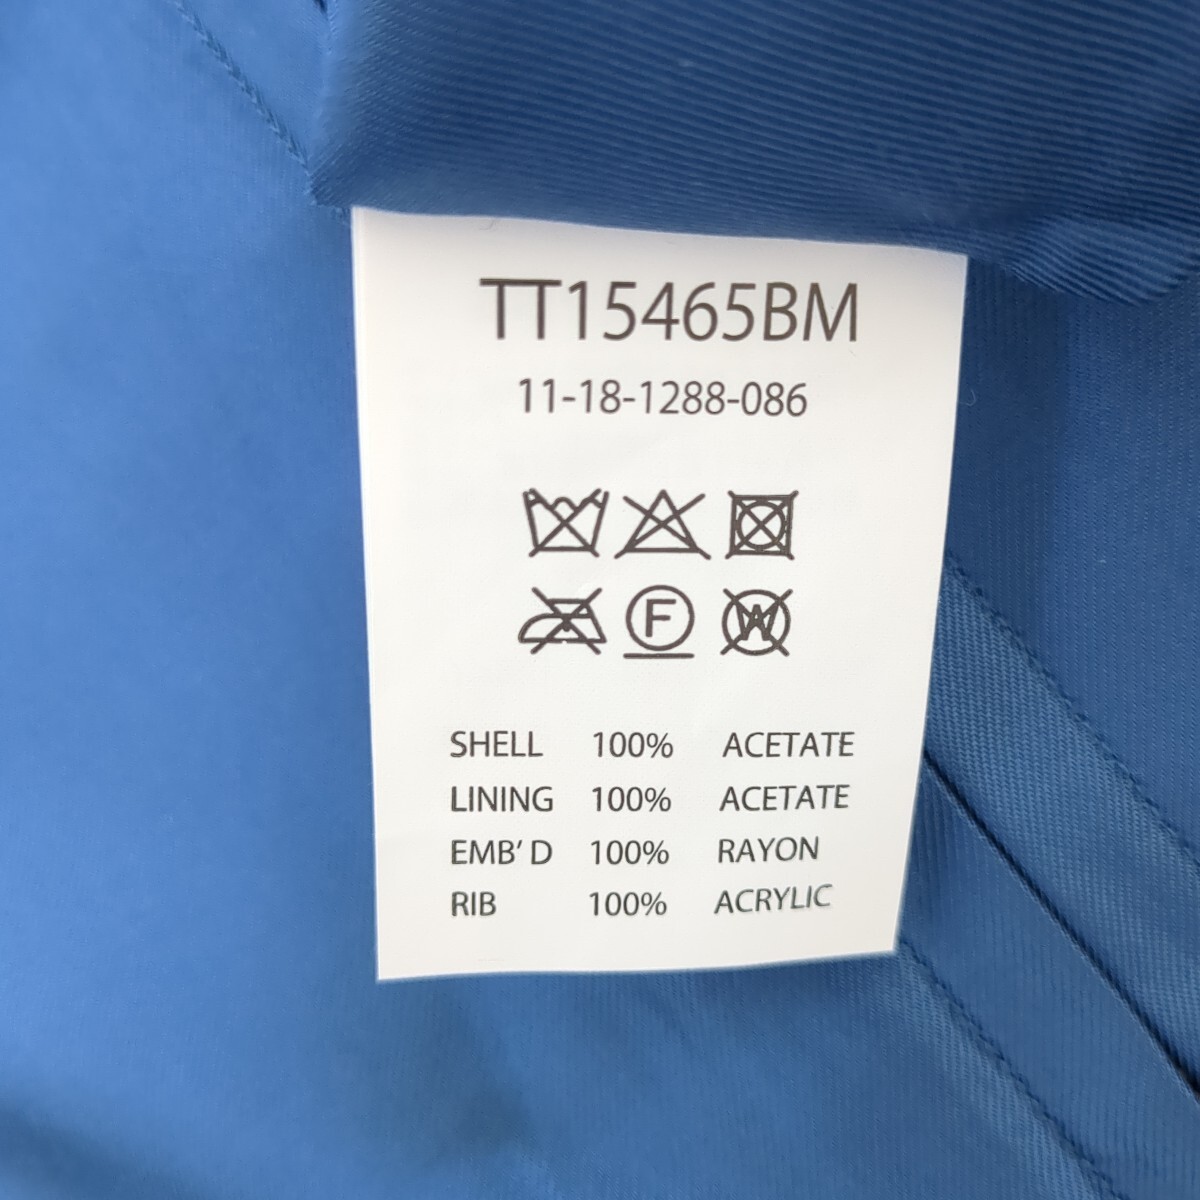 TT15465BM
11-18-1288-086
F W
SHELL 100% ACETATE
LINING 100% ACETATE
EMB' D 100% RAYON
RIB 100% ACRYLIC